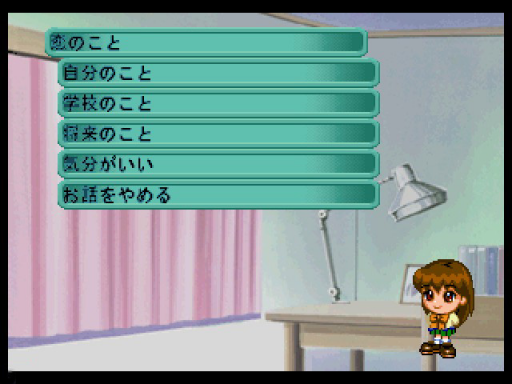 恋のこと
自分のこと
学校のこと
将来のこと
気分がいい
お話をやめる